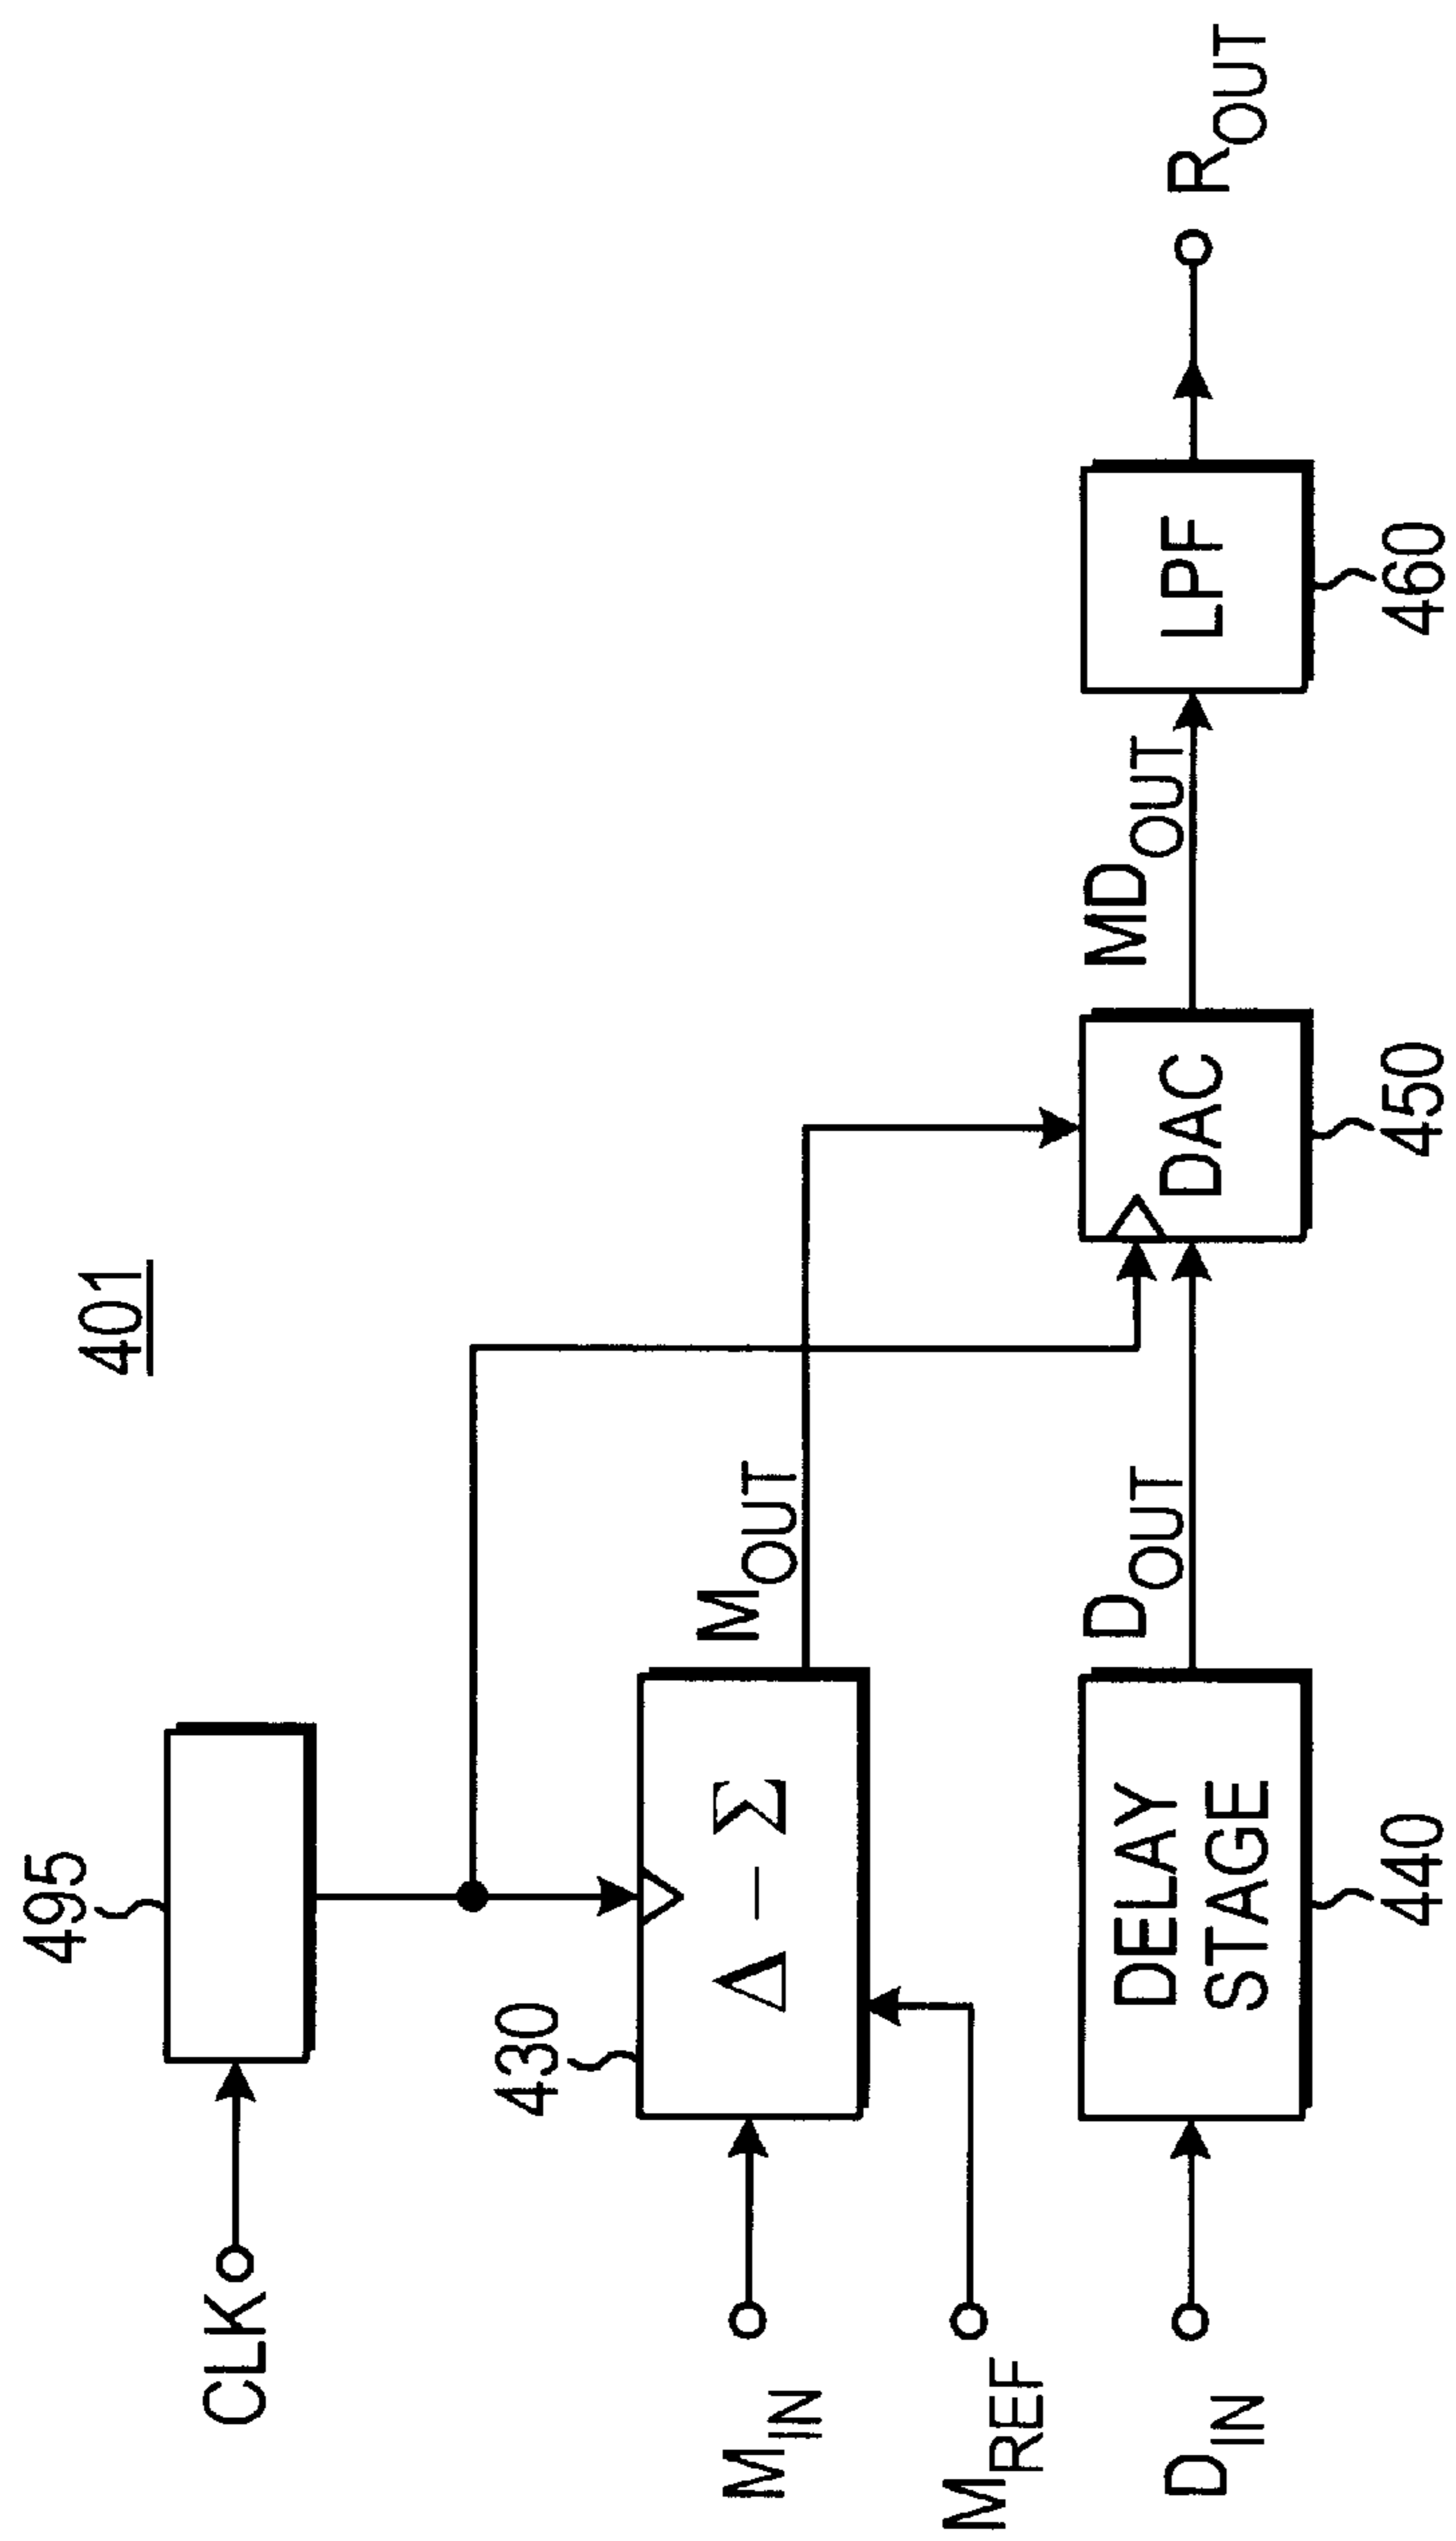 401
495
CLK
430
Δ – Σ
M_OUT
M_IN
M_REF
D_IN
DELAY
STAGE
440
D_OUT
DAC
450
MD_OUT
LPF
460
R_OUT